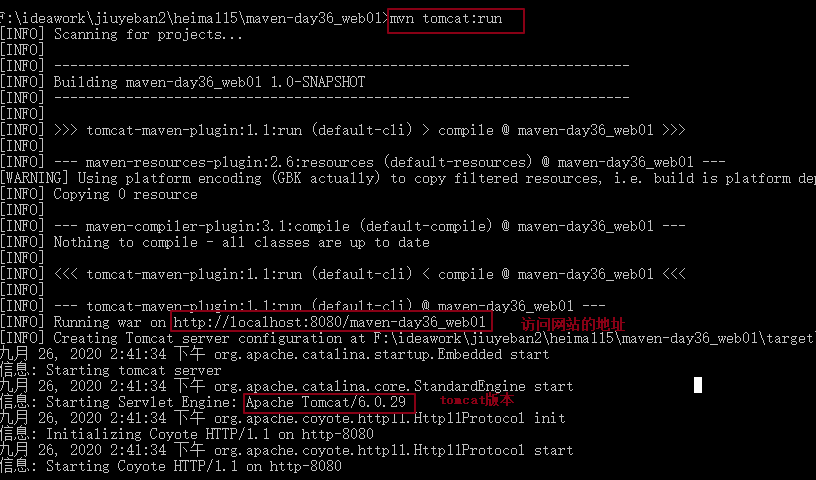 F:\ideawork\jiuyeban2\heima115\maven-day36_web01>mvn tomcat:run
[INFO] Scanning for projects...
[INFO]
[INFO] ------------------------------------------------------------------------
[INFO] Building maven-day36_web01 1.0-SNAPSHOT
[INFO] ------------------------------------------------------------------------
[INFO]
[INFO] >>> tomcat-maven-plugin:1.1:run (default-cli) > compile @ maven-day36_web01 >>>
[INFO]
[INFO] --- maven-resources-plugin:2.6:resources (default-resources) @ maven-day36_web01 ---
[WARNING] Using platform encoding (GBK actually) to copy filtered resources, i.e. build is platform dep
[INFO] Copying 0 resource
[INFO]
[INFO] --- maven-compiler-plugin:3.1:compile (default-compile) @ maven-day36_web01 ---
[INFO] Nothing to compile - all classes are up to date
[INFO]
[INFO] <<< tomcat-maven-plugin:1.1:run (default-cli) < compile @ maven-day36_web01 <<<
[INFO]
[INFO] --- tomcat-maven-plugin:1.1:run (default-cli) @ maven-day36_web01 ---
[INFO] Running war on http://localhost:8080/maven-day36_web01 访问网站的地址
[INFO] Creating Tomcat server configuration at F:\ideawork\jiuyeban2\heima115\maven-day36_web01\target\
九月 26, 2020 2:41:34 下午 org.apache.catalina.startup.Embedded start
信息: Starting tomcat server
九月 26, 2020 2:41:34 下午 org.apache.catalina.core.StandardEngine start
信息: Starting Servlet Engine: Apache Tomcat/6.0.29 tomcat版本
九月 26, 2020 2:41:34 下午 org.apache.coyote.http11.Http11Protocol init
信息: Initializing Coyote HTTP/1.1 on http-8080
九月 26, 2020 2:41:34 下午 org.apache.coyote.http11.Http11Protocol start
信息: Starting Coyote HTTP/1.1 on http-8080